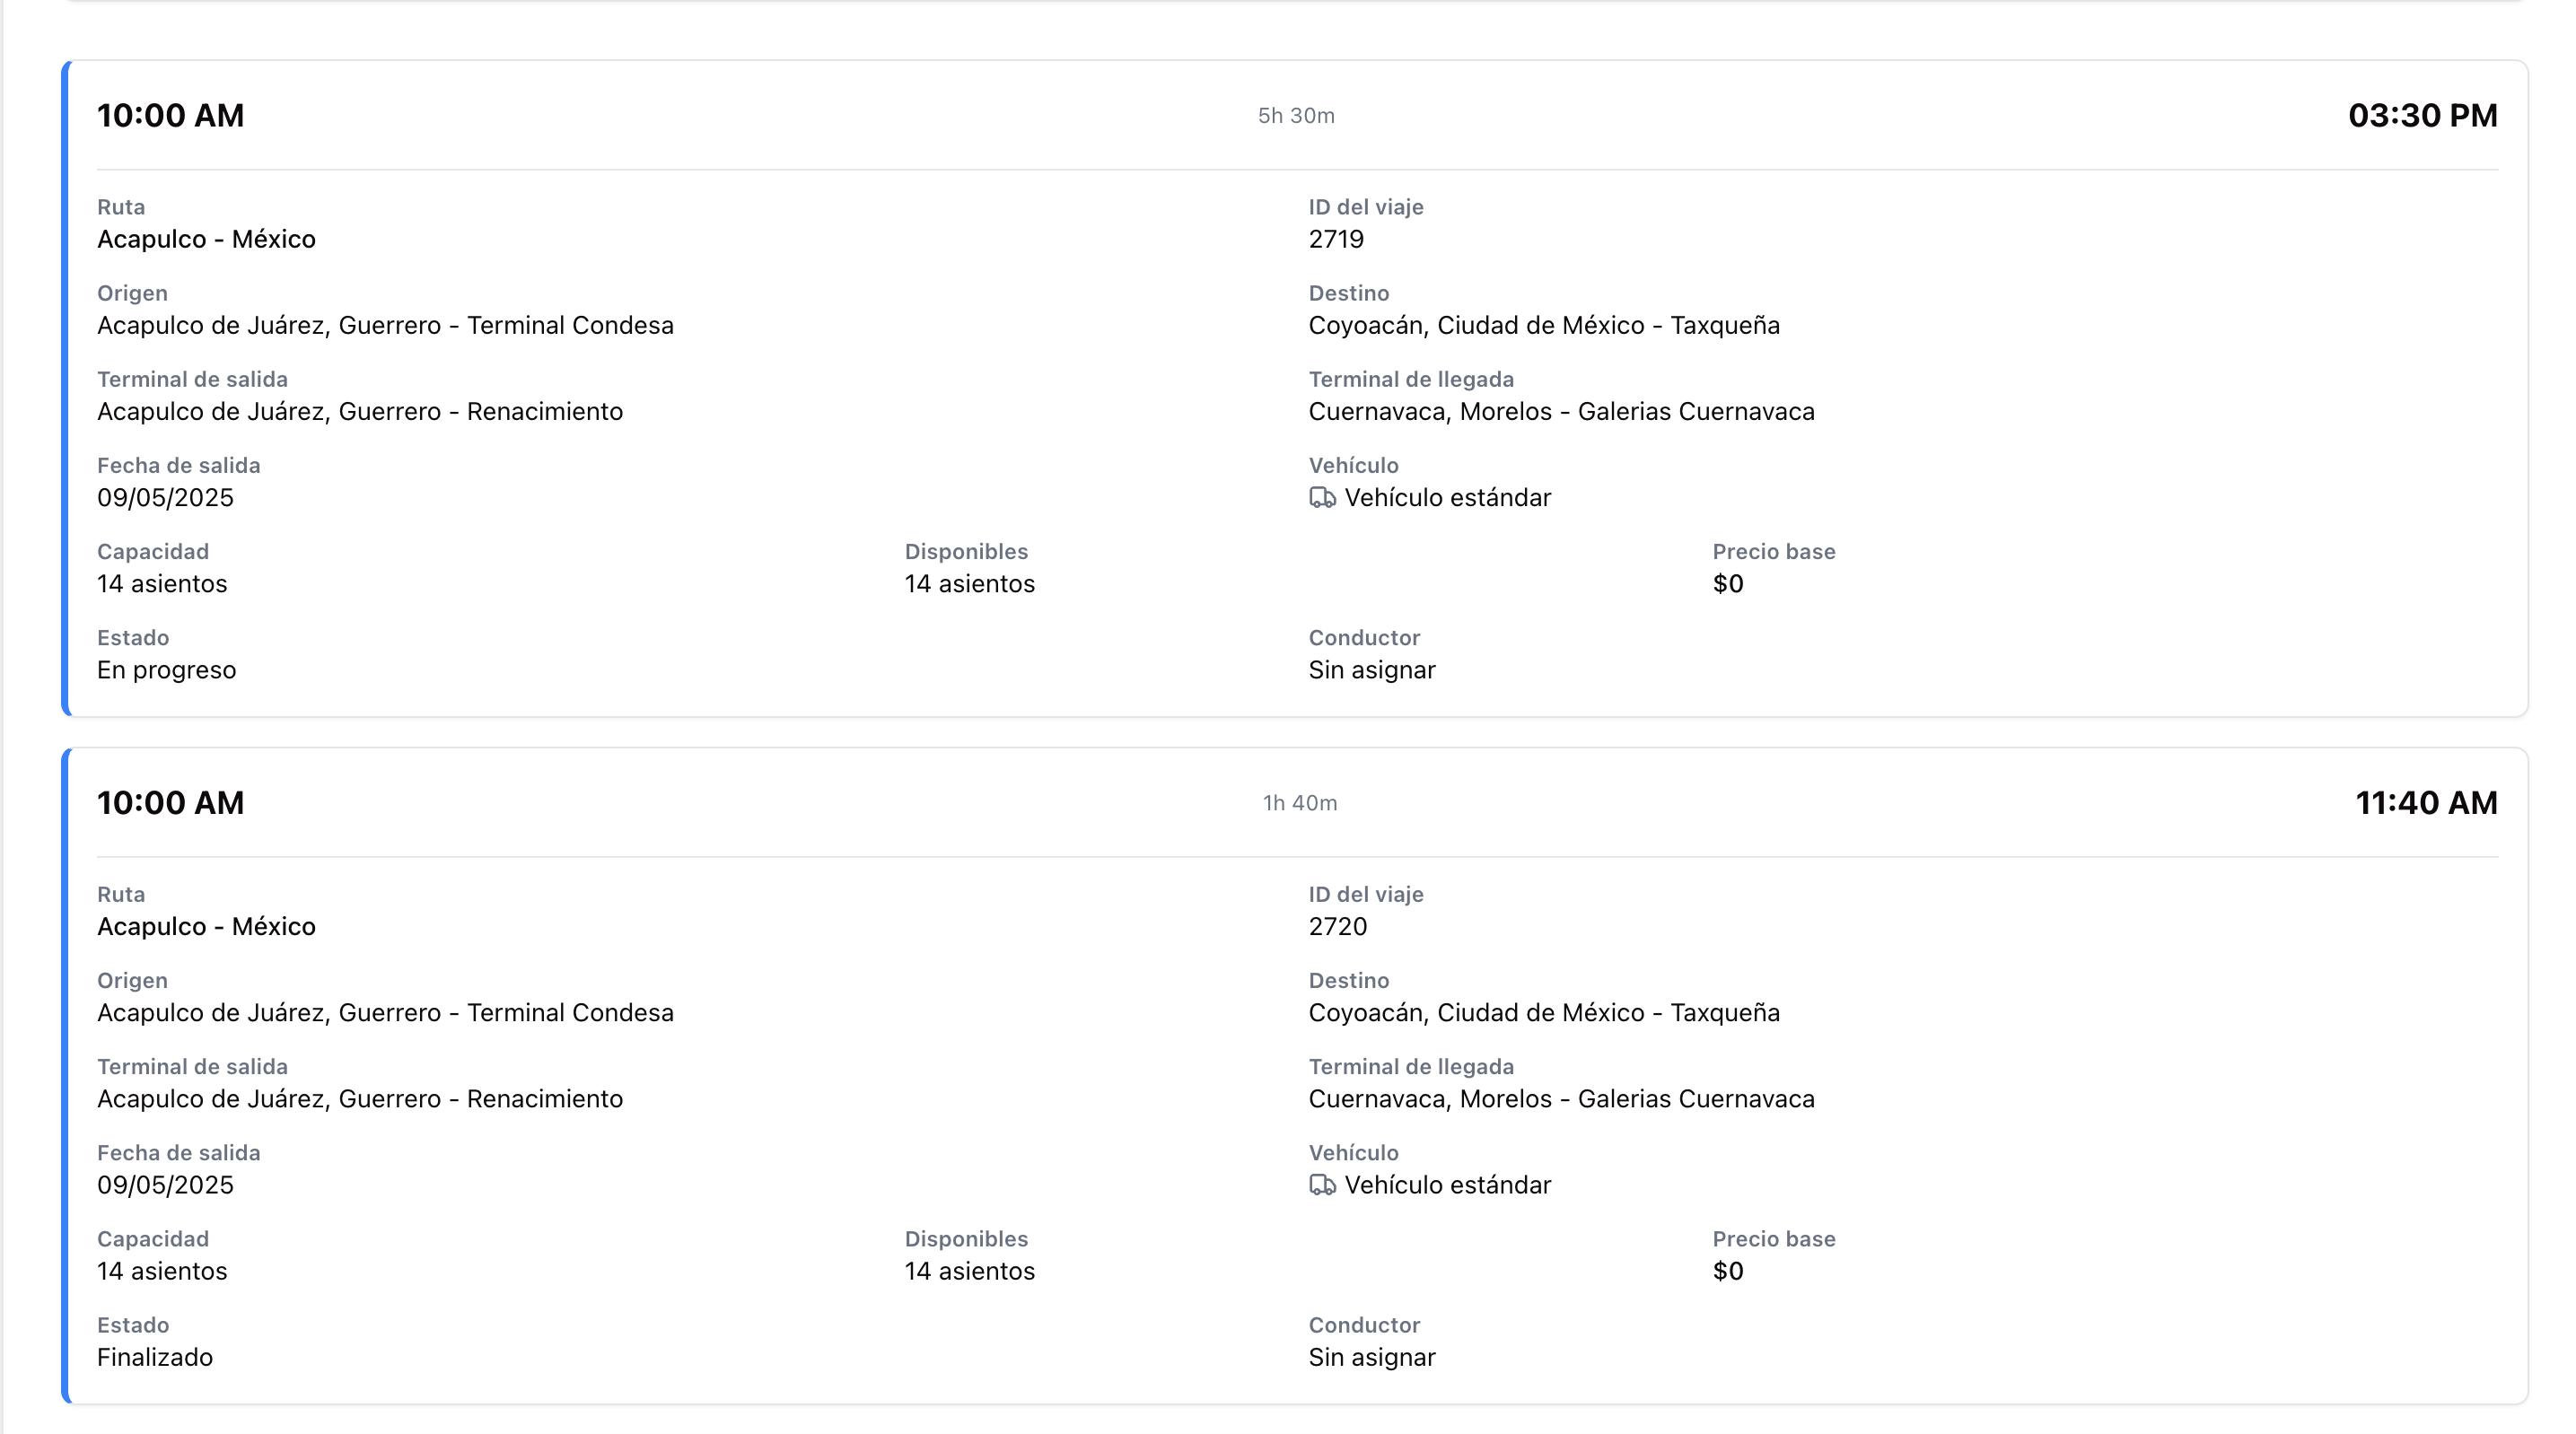 10:00 AM 5h 30m 03:30 PM
Ruta ID del viaje
Acapulco - México 2719
Origen Destino
Acapulco de Juárez, Guerrero - Terminal Condesa Coyoacán, Ciudad de México - Taxqueña
Terminal de salida Terminal de llegada
Acapulco de Juárez, Guerrero - Renacimiento Cuernavaca, Morelos - Galerias Cuernavaca
Fecha de salida Vehículo
09/05/2025 Vehículo estándar
Capacidad Disponibles Precio base
14 asientos 14 asientos $0
Estado Conductor
En progreso Sin asignar
10:00 AM 1h 40m 11:40 AM
Ruta ID del viaje
Acapulco - México 2720
Origen Destino
Acapulco de Juárez, Guerrero - Terminal Condesa Coyoacán, Ciudad de México - Taxqueña
Terminal de salida Terminal de llegada
Acapulco de Juárez, Guerrero - Renacimiento Cuernavaca, Morelos - Galerias Cuernavaca
Fecha de salida Vehículo
09/05/2025 Vehículo estándar
Capacidad Disponibles Precio base
14 asientos 14 asientos $0
Estado Conductor
Finalizado Sin asignar